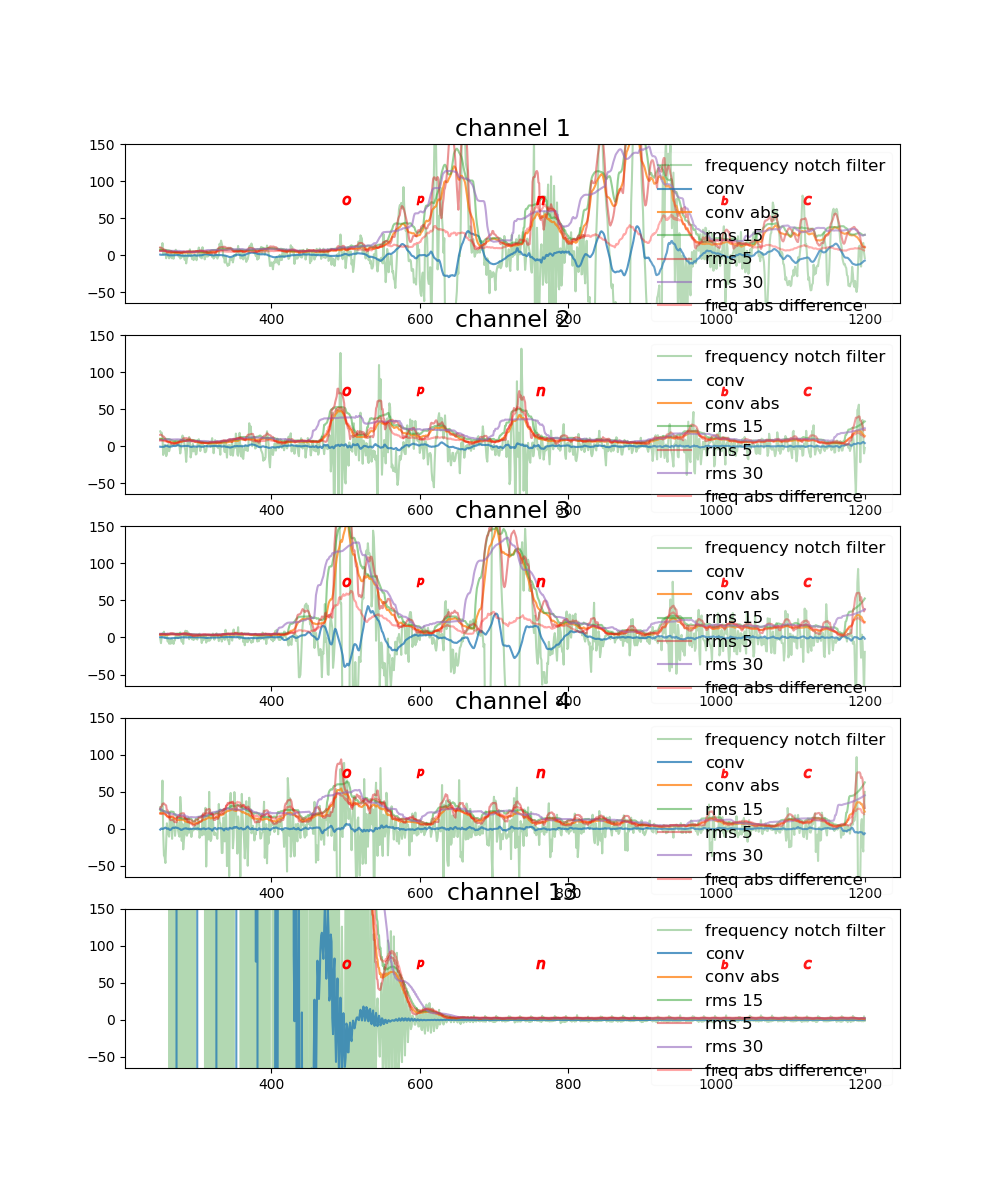 channel 1
150
100
50
0
−50
o
p
n
b
c
frequency notch filter
conv
conv abs
rms 15
rms 5
rms 30
freq abs difference
400
600
800
1000
1200
channel 2
150
100
50
0
−50
o
p
n
b
c
frequency notch filter
conv
conv abs
rms 15
rms 5
rms 30
freq abs difference
400
600
800
1000
1200
channel 3
150
100
50
0
−50
o
p
n
b
c
frequency notch filter
conv
conv abs
rms 15
rms 5
rms 30
freq abs difference
400
600
800
1000
1200
channel 4
150
100
50
0
−50
o
p
n
b
c
frequency notch filter
conv
conv abs
rms 15
rms 5
rms 30
freq abs difference
400
600
800
1000
1200
channel 13
150
100
50
0
−50
o
p
n
b
c
frequency notch filter
conv
conv abs
rms 15
rms 5
rms 30
freq abs difference
400
600
800
1000
1200